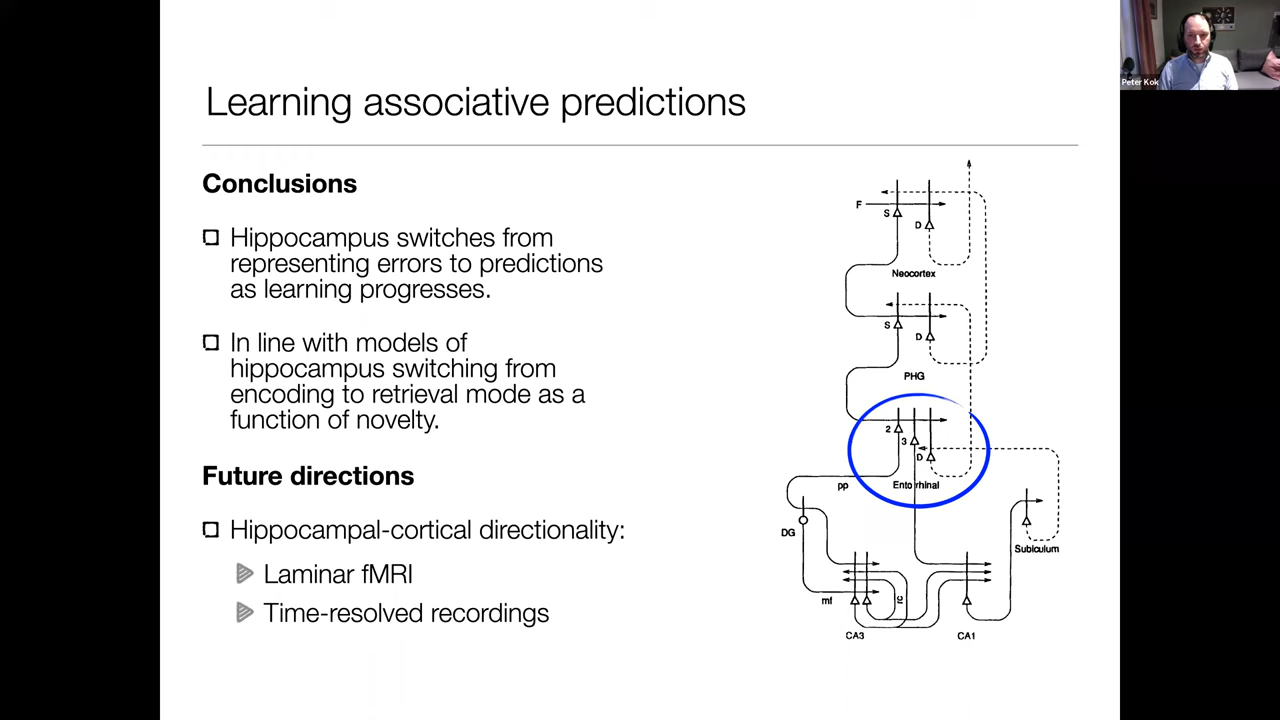 Learning associative predictions
Conclusions
Hippocampus switches from
representing errors to predictions
as learning progresses.
In line with models of
hippocampus switching from
encoding to retrieval mode as a
function of novelty.
Future directions
Hippocampal-cortical directionality:
Laminar fMRI
Time-resolved recordings
F
S
D
Neocortex
S
D
PHG
2
3
D
Entorhinal
pp
DG
Subiculum
mf
rc
CA3
CA1
Peter Kok